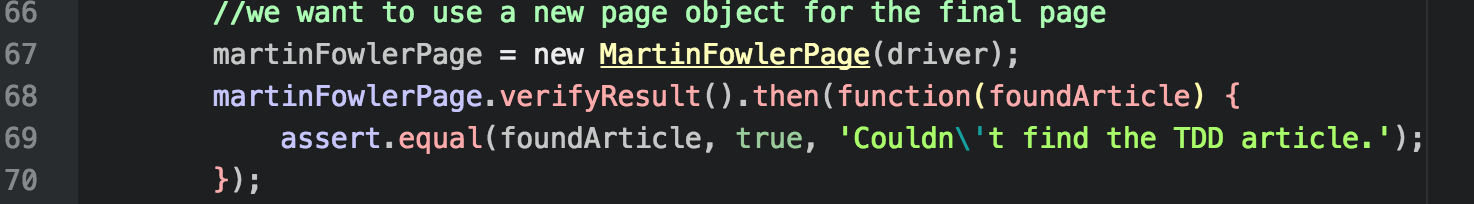 66 //we want to use a new page object for the final page
67 martinFowlerPage = new MartinFowlerPage(driver);
68 martinFowlerPage.verifyResult().then(function(foundArticle) {
69 assert.equal(foundArticle, true, 'Couldn\'t find the TDD article.');
70 });